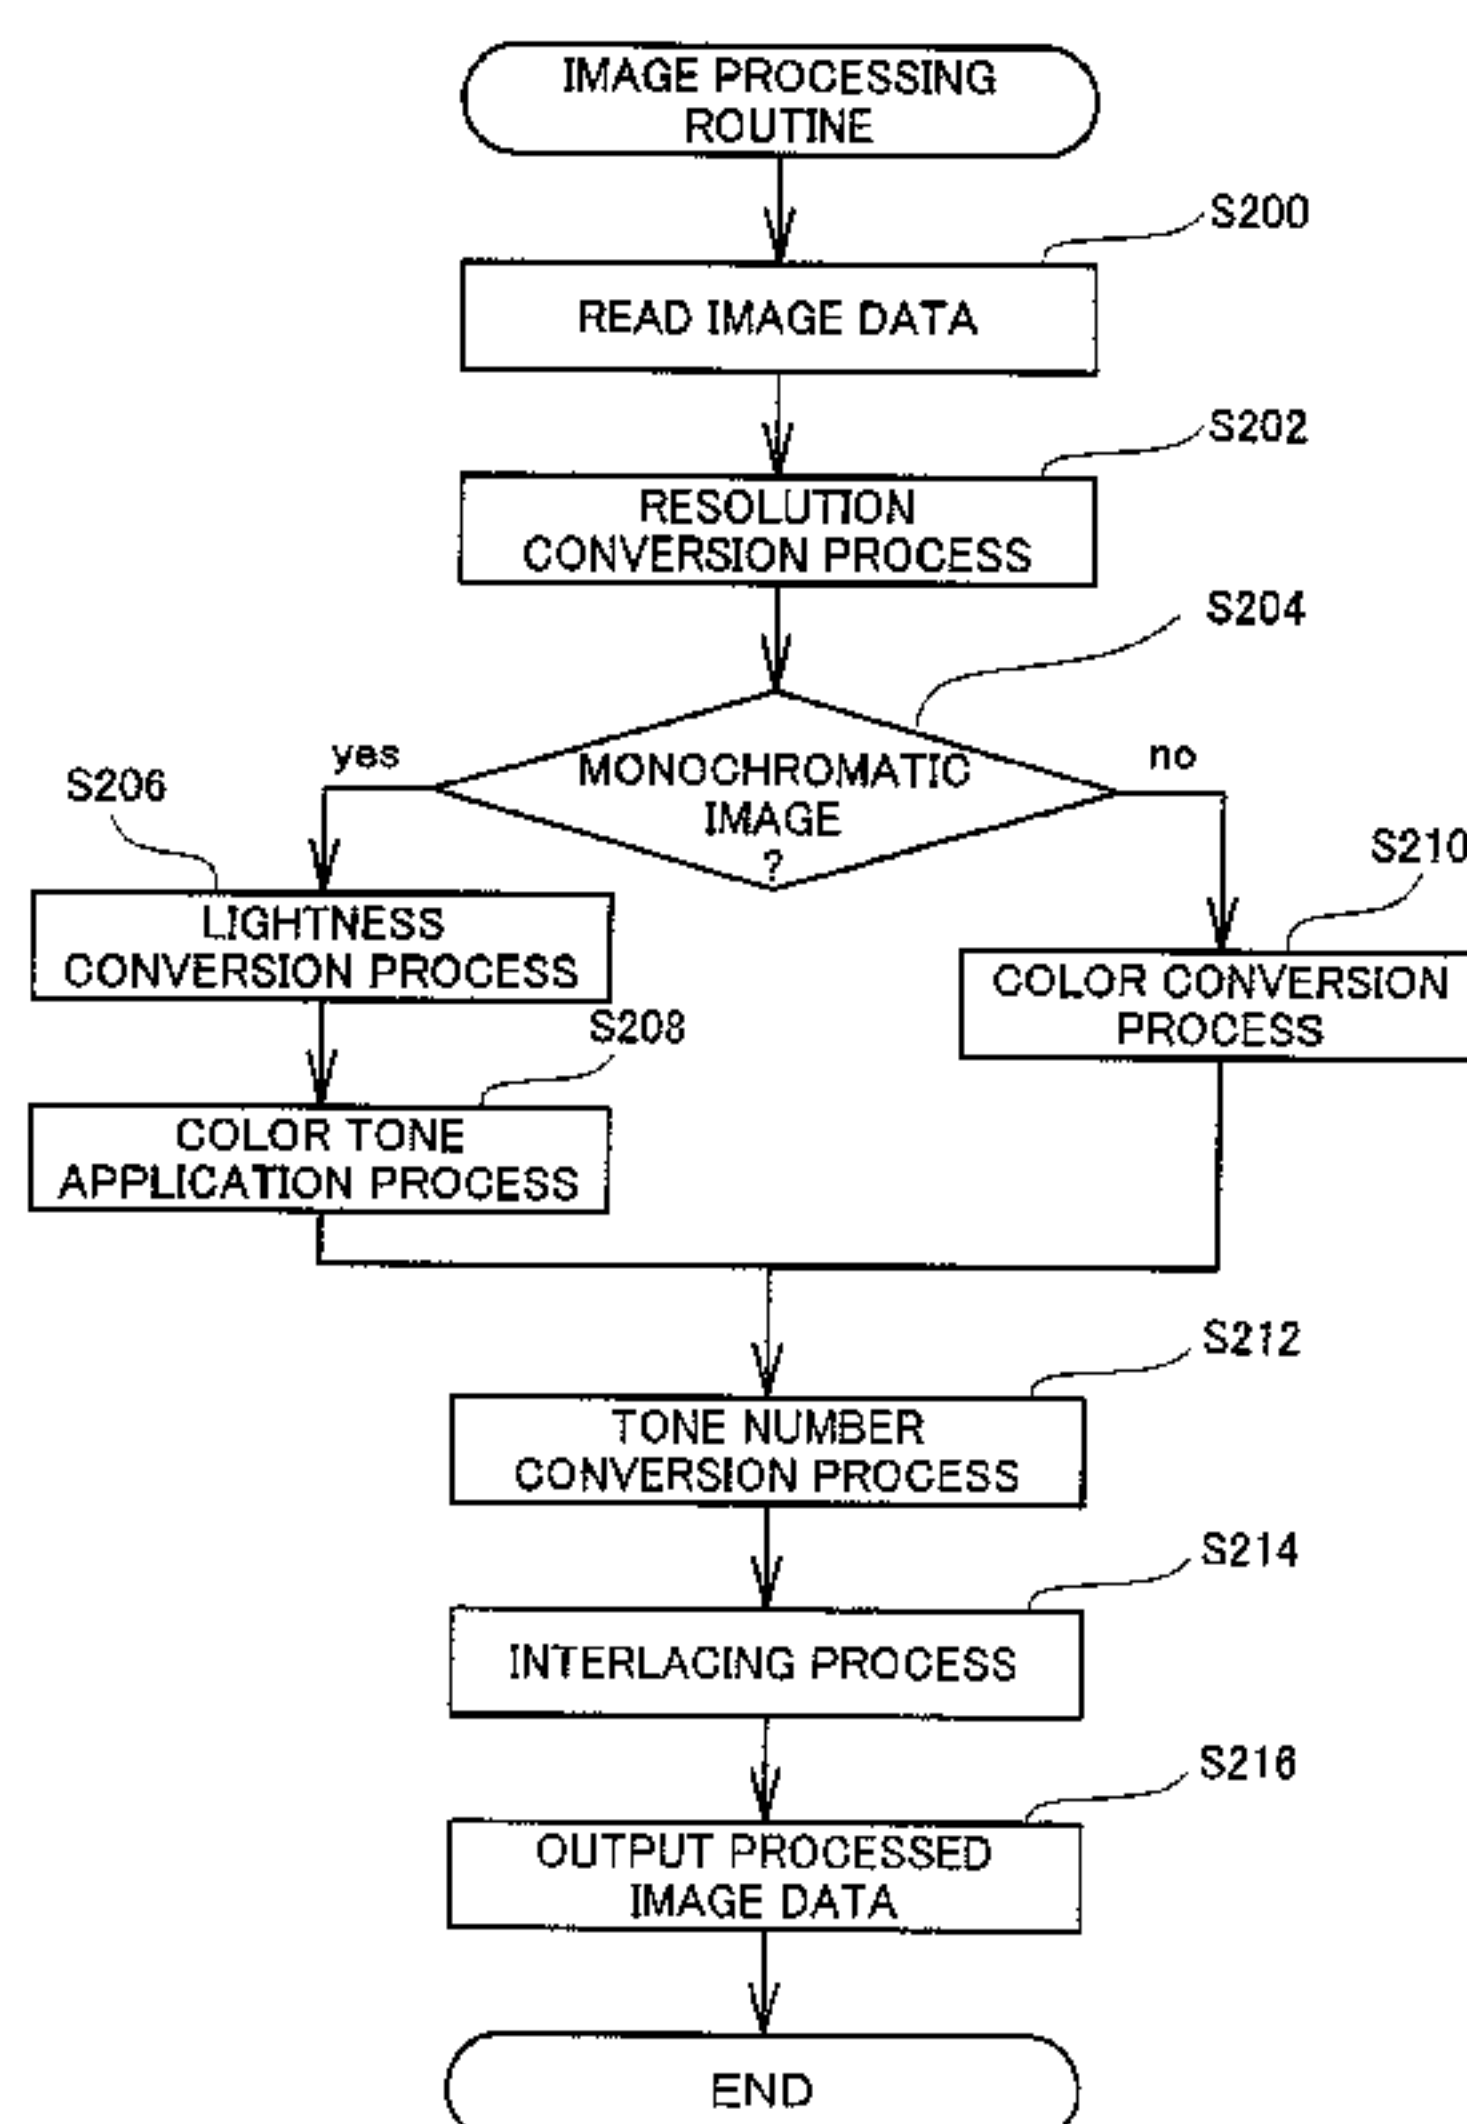 IMAGE PROCESSING
ROUTINE
S200
READ IMAGE DATA
S202
RESOLUTION
CONVERSION PROCESS
S204
yes
MONOCHROMATIC
IMAGE
?
no
S206
LIGHTNESS
CONVERSION PROCESS
S210
COLOR CONVERSION
PROCESS
S208
COLOR TONE
APPLICATION PROCESS
S212
TONE NUMBER
CONVERSION PROCESS
S214
INTERLACING PROCESS
S216
OUTPUT PROCESSED
IMAGE DATA
END